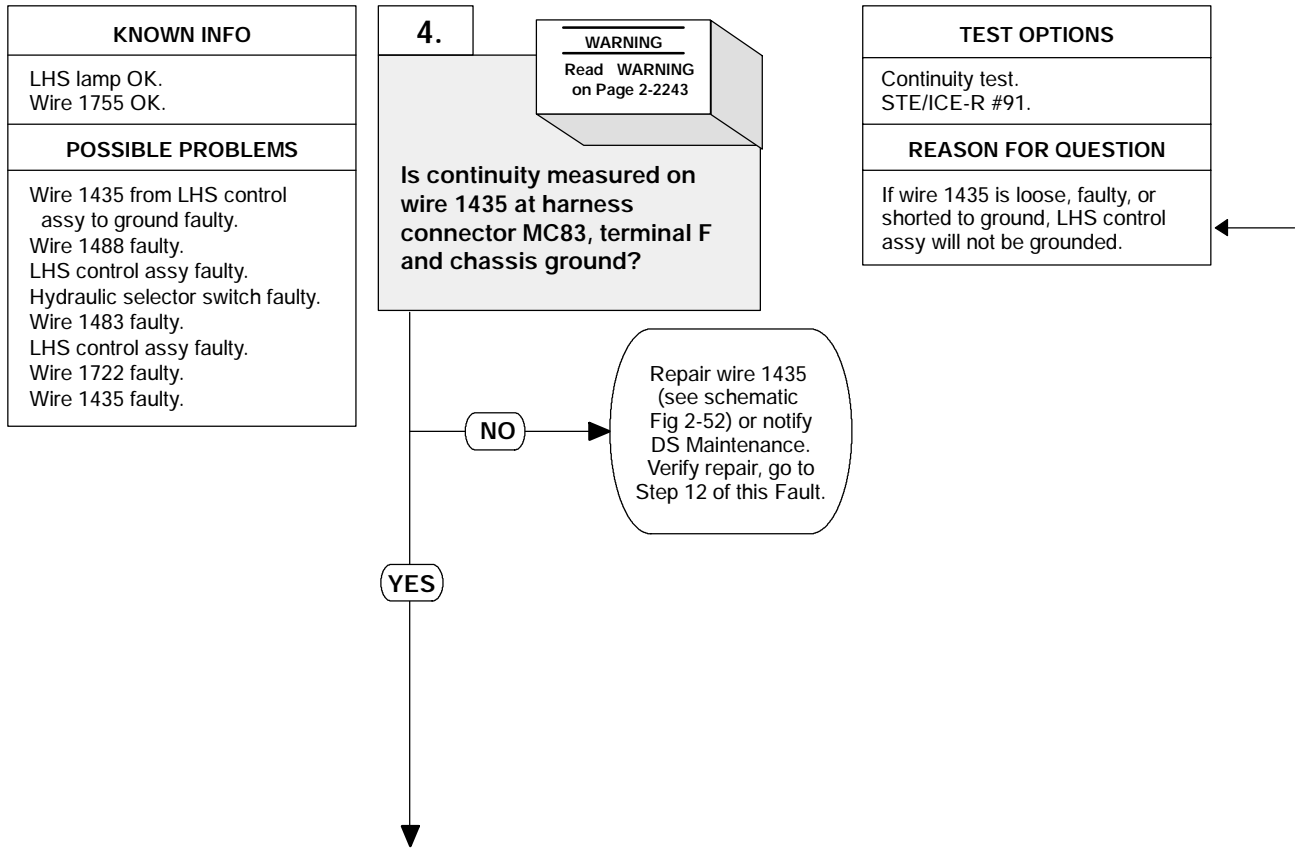 KNOWN INFO
LHS lamp OK.
Wire 1755 OK.
POSSIBLE PROBLEMS
Wire 1435 from LHS control
assy to ground faulty.
Wire 1488 faulty.
LHS control assy faulty.
Hydraulic selector switch faulty.
Wire 1483 faulty.
LHS control assy faulty.
Wire 1722 faulty.
Wire 1435 faulty.
4.
WARNING
Read WARNING
on Page 2-2243
Is continuity measured on
wire 1435 at harness
connector MC83, terminal F
and chassis ground?
TEST OPTIONS
Continuity test.
STE/ICE-R #91.
REASON FOR QUESTION
If wire 1435 is loose, faulty, or
shorted to ground, LHS control
assy will not be grounded.
NO
Repair wire 1435
(see schematic
Fig 2-52) or notify
DS Maintenance.
Verify repair, go to
Step 12 of this Fault.
YES